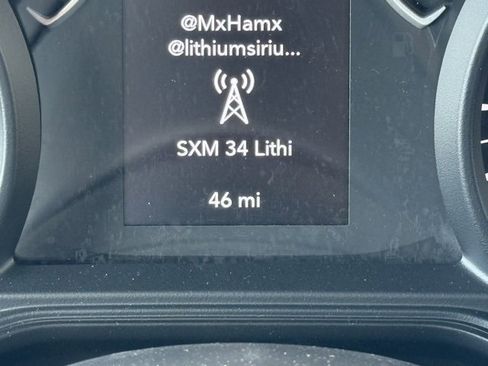 @MxHamx
@lithiumsiriu...
SXM 34 Lithi
46 mi